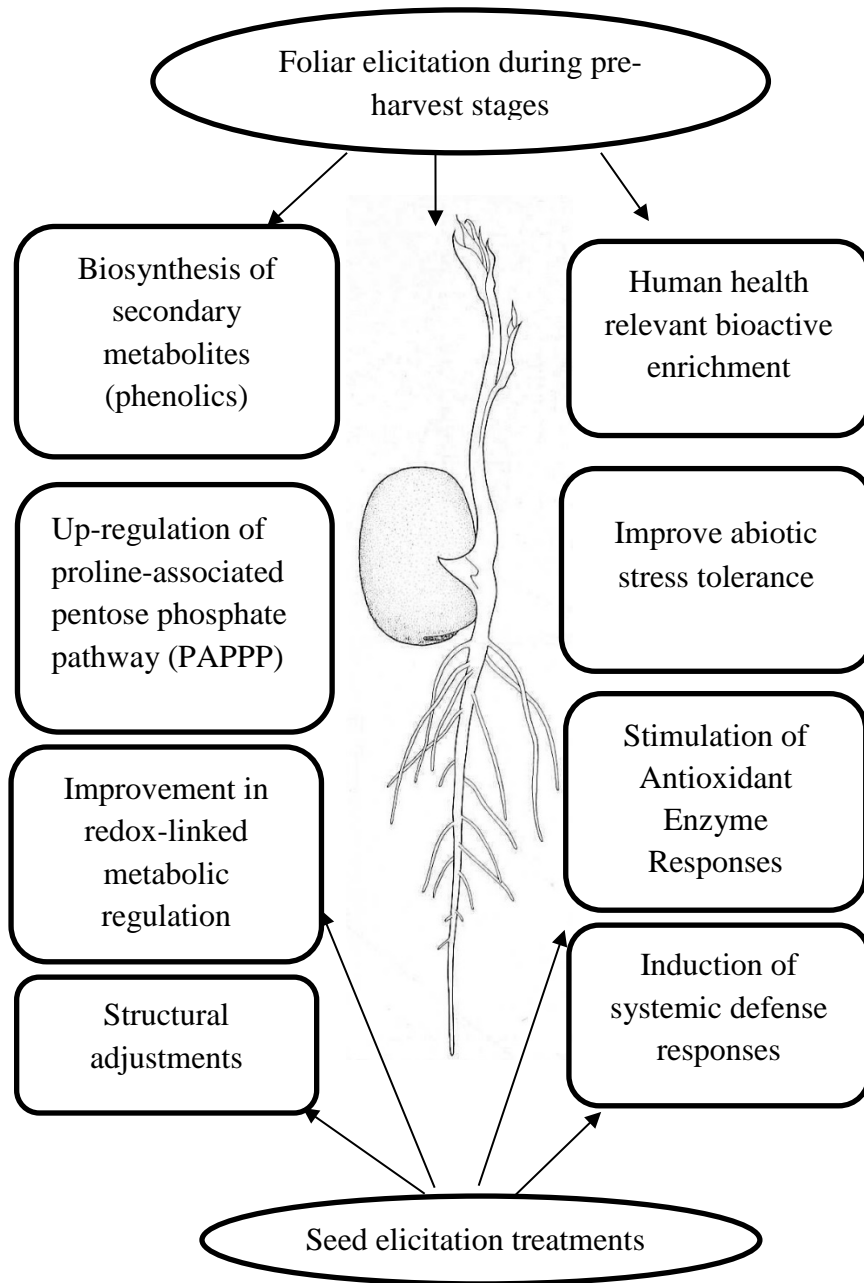 Foliar elicitation during pre-
harvest stages
Biosynthesis of
secondary
metabolites
(phenolics)
Human health
relevant bioactive
enrichment
Up-regulation of
proline-associated
pentose phosphate
pathway (PAPPP)
Improve abiotic
stress tolerance
Improvement in
redox-linked
metabolic
regulation
Stimulation of
Antioxidant
Enzyme
Responses
Structural
adjustments
Induction of
systemic defense
responses
Seed elicitation treatments